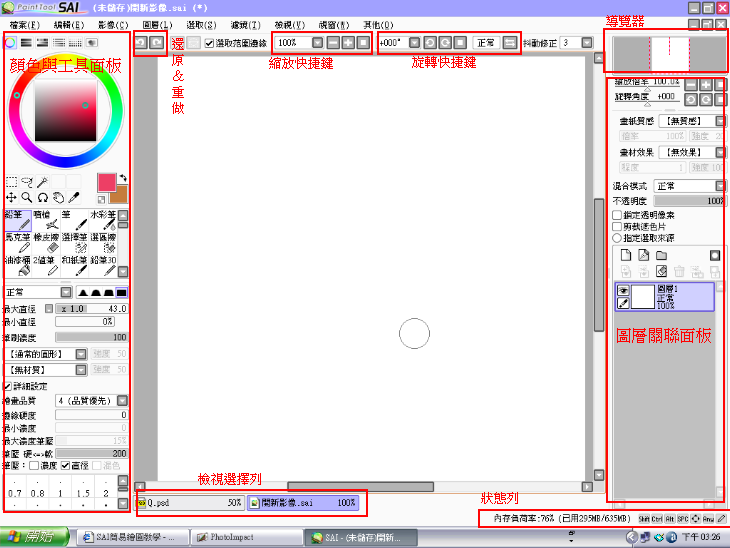 PaintTool SAI (未儲存)開新影像.sai (*)
檔案(F) 編輯(E) 影像(C) 圖層(L) 選取(S) 濾鏡(T) 檢視(V) 視窗(W) 其他(O)
導覽器
還原&重做
選取范圍邊緣 100% +000° 正常 抖動修正 3
縮放快捷鍵 旋轉快捷鍵
顏色與工具面板
縮放倍率 100.0%
旋轉角度 +000
畫紙質感 【無質感】
倍率 100% 強度 20
畫材效果 【無效果】
程度 1 強度 100
混合模式 正常
不透明度 100%
鎖定透明像素
剪裁遮色片
指定選取來源
圖層1
正常
100%
圖層關聯面板
鉛筆 噴槍 筆 水彩筆
馬克筆 橡皮擦 選擇筆 選區擦
油漆桶 2值筆 和紙筆 鉛筆30
正常
最大直徑 x 1.0 43.0
最小直徑 0%
筆刷濃度 100
【通常的圓形】 強度 50
【無材質】 強度 50
詳細設定
繪畫品質 4 (品質優先)
邊緣硬度 0
最小濃度 0
最大濃度筆壓 15%
筆壓 硬<=>軟 200
筆壓： 濃度 直徑 混色
0.7 0.8 1 1.5 2
檢視選擇列
Q.psd 50% 開新影像.sai 100%
狀態列
內存負荷率:76% (已用295MB/635MB) Shift Ctrl Alt SPC Any
開始 SAI簡易繪圖教學 - ... PhotoImpact SAI - (未儲存)開新... 下午 03:26